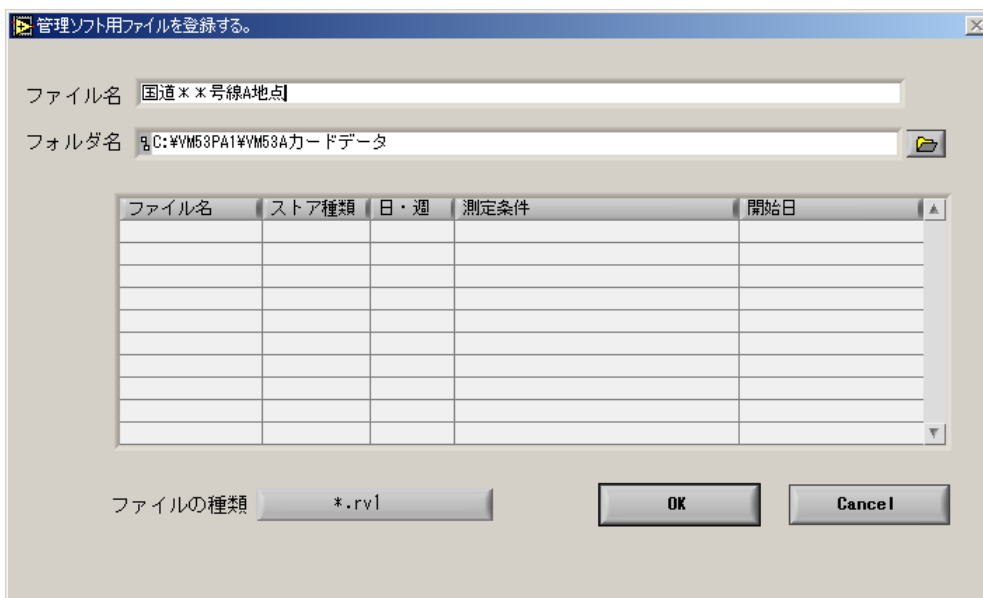 管理ソフト用ファイルを登録する。
ファイル名 国道＊＊号線A地点
フォルダ名 C:¥VM53PA1¥VM53Aカードデータ
ファイル名 ストア種類 日・週 測定条件 開始日
ファイルの種類 *.rv1 OK Cancel